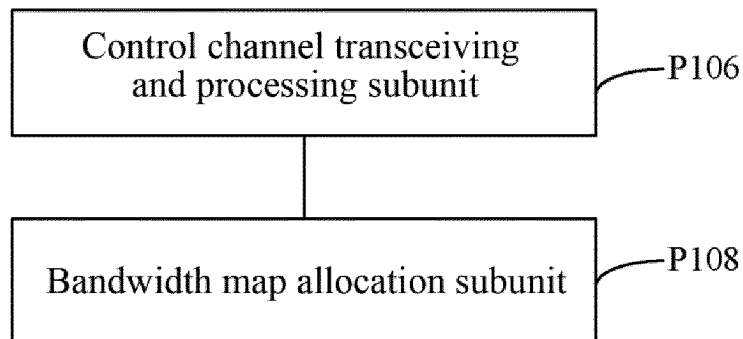 Control channel transceiving
and processing subunit
P106
Bandwidth map allocation subunit
P108